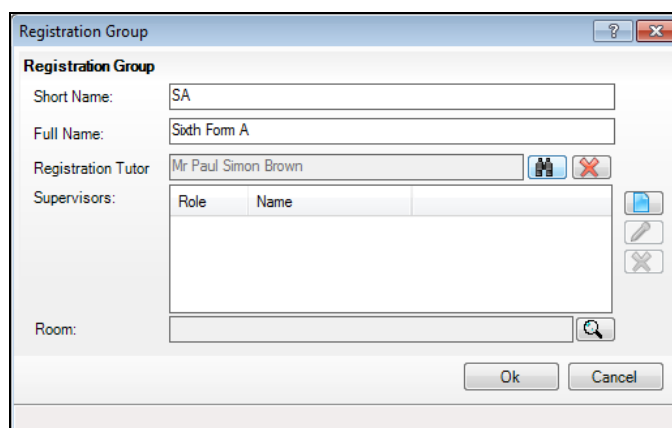 Registration Group
Registration Group
Short Name: SA
Full Name: Sixth Form A
Registration Tutor Mr Paul Simon Brown
Supervisors: Role Name
Room:
Ok Cancel